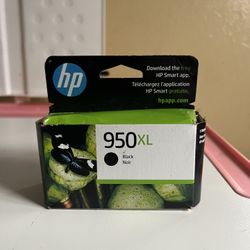 hp
Download the free
HP Smart app.
Téléchargez l'application
HP Smart gratuite.
hpapp.com
950XL
Black
Noir